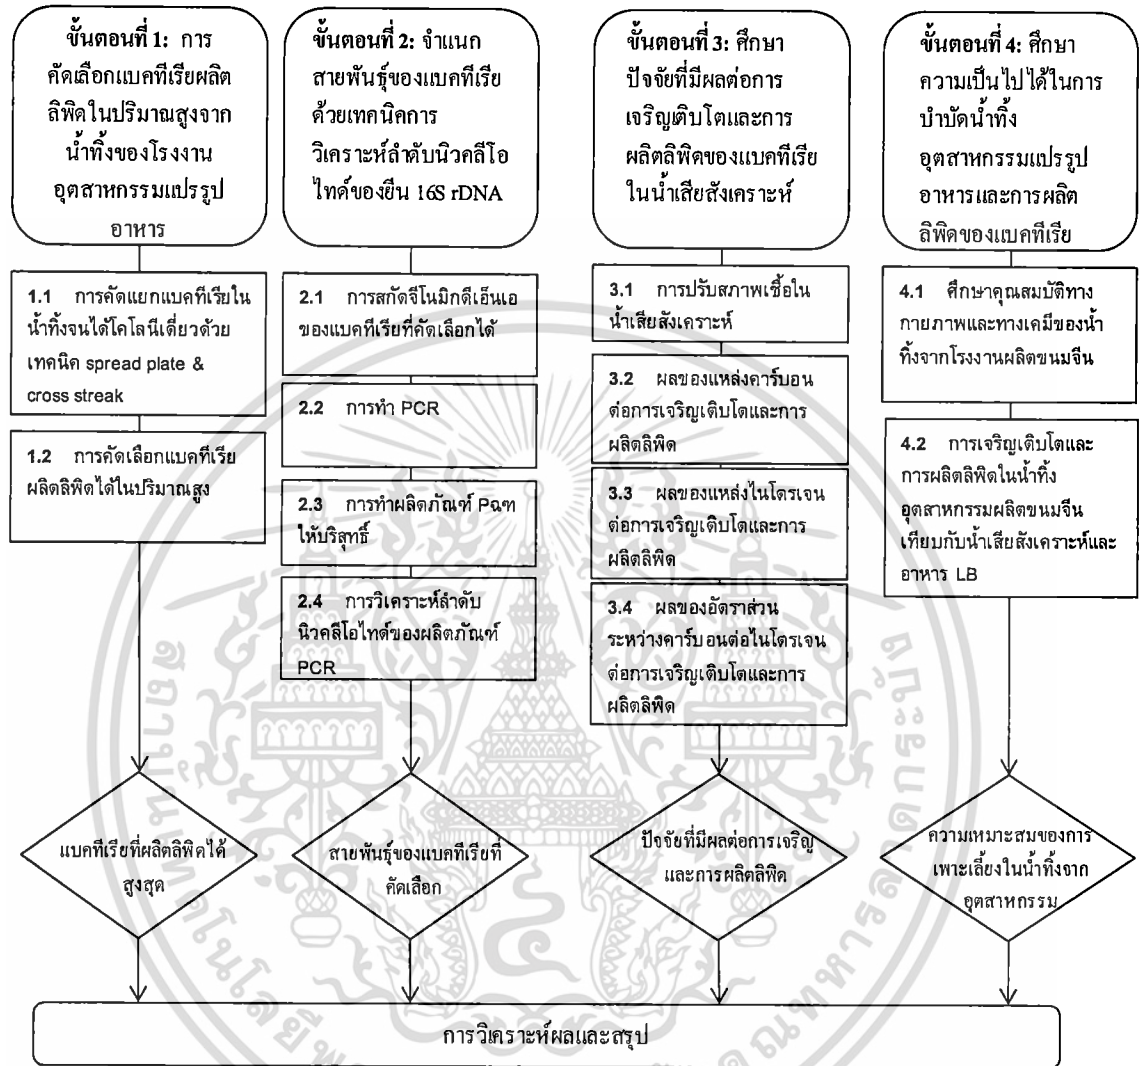 ขั้นตอนที่ 1: การ
คัดเลือกแบคทีเรียผลิต
ลิพิดในปริมาณสูงจาก
น้ำทิ้งของโรงงาน
อุตสาหกรรมแปรรูป
อาหาร
1.1 การคัดแยกแบคทีเรียใน
น้ำทิ้งจนได้โคโลนีเดี่ยวด้วย
เทคนิค spread plate &
cross streak
1.2 การคัดเลือกแบคทีเรีย
ผลิตลิพิดได้ในปริมาณสูง
แบคทีเรียที่ผลิตลิพิดได้
สูงสุด
ขั้นตอนที่ 2: จำแนก
สายพันธุ์ของแบคทีเรีย
ด้วยเทคนิคการ
วิเคราะห์ลำดับนิวคลีโอ
ไทด์ของยีน 16S rDNA
2.1 การสกัดจีโนมิกดีเอ็นเอ
ของแบคทีเรียที่คัดเลือกได้
2.2 การทำ PCR
2.3 การทำผลิตภัณฑ์ Pฉฑ
ให้บริสุทธิ์
2.4 การวิเคราะห์ลำดับ
นิวคลีโอไทด์ของผลิตภัณฑ์
PCR
สายพันธุ์ของแบคทีเรียที่
คัดเลือก
ขั้นตอนที่ 3: ศึกษา
ปัจจัยที่มีผลต่อการ
เจริญเติบโตและการ
ผลิตลิพิดของแบคทีเรีย
ในน้ำเสียสังเคราะห์
3.1 การปรับสภาพเชื้อใน
น้ำเสียสังเคราะห์
3.2 ผลของแหล่งคาร์บอน
ต่อการเจริญเติบโตและการ
ผลิตลิพิด
3.3 ผลของแหล่งไนโตรเจน
ต่อการเจริญเติบโตและการ
ผลิตลิพิด
3.4 ผลของอัตราส่วน
ระหว่างคาร์บอนต่อไนโตรเจน
ต่อการเจริญเติบโตและการ
ผลิตลิพิด
ปัจจัยที่มีผลต่อการเจริญ
และการผลิตลิพิด
ขั้นตอนที่ 4: ศึกษา
ความเป็นไปได้ในการ
บำบัดน้ำทิ้ง
อุตสาหกรรมแปรรูป
อาหารและการผลิต
ลิพิดของแบคทีเรีย
4.1 ศึกษาคุณสมบัติทาง
กายภาพและทางเคมีของน้ำ
ทิ้งจากโรงงานผลิตขนมจีน
4.2 การเจริญเติบโตและ
การผลิตลิพิดในน้ำทิ้ง
อุตสาหกรรมผลิตขนมจีน
เทียบกับน้ำเสียสังเคราะห์และ
อาหาร LB
ความเหมาะสมของการ
เพาะเลี้ยงในน้ำทิ้งจาก
อุตสาหกรรม
การวิเคราะห์ผลและสรุป